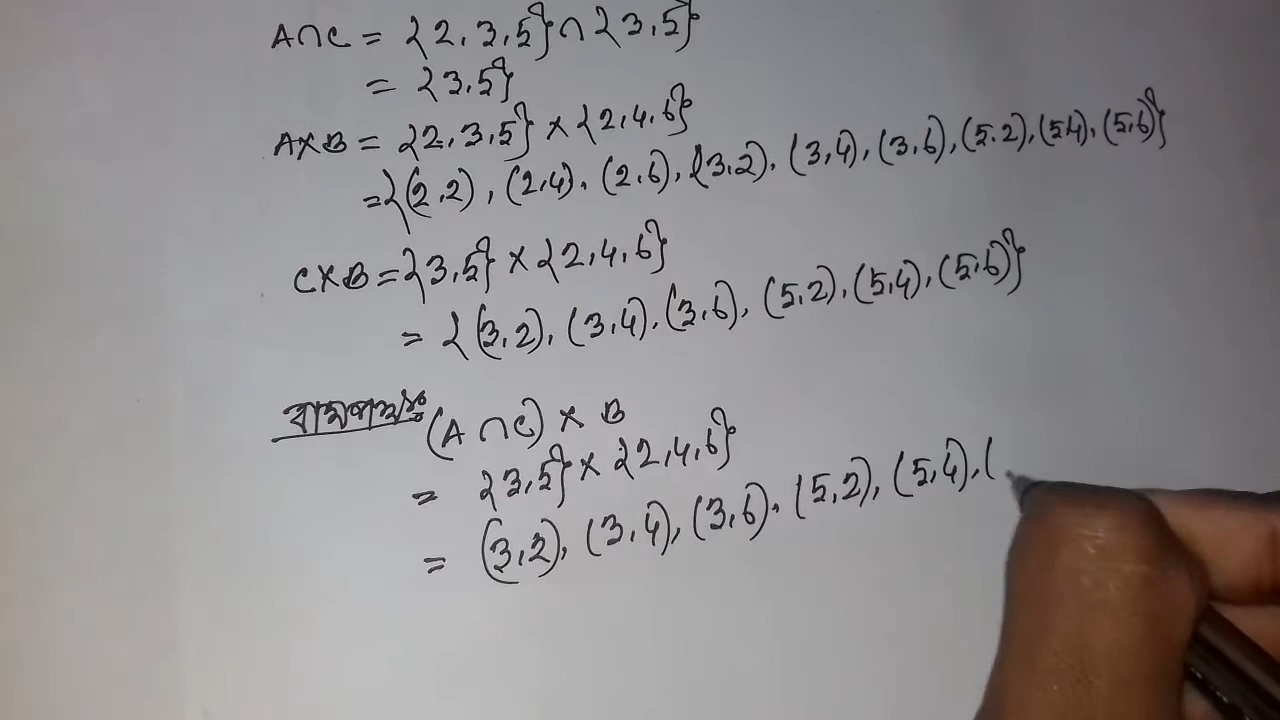 A∩C = {2,3,5}∩{3,5}
= {3,5}
A×B = {2,3,5} × {2,4,6}
={(2,2), (2,4), (2,6), (3,2), (3,4), (3,6), (5,2), (5,4), (5,6)}
C×B = {3,5} × {2,4,6}
= {(3,2), (3,4), (3,6), (5,2), (5,4), (5,6)}
বামপক্ষঃ (A∩C) × B
= {3,5} × {2,4,6}
= (3,2), (3,4), (3,6), (5,2), (5,4), (